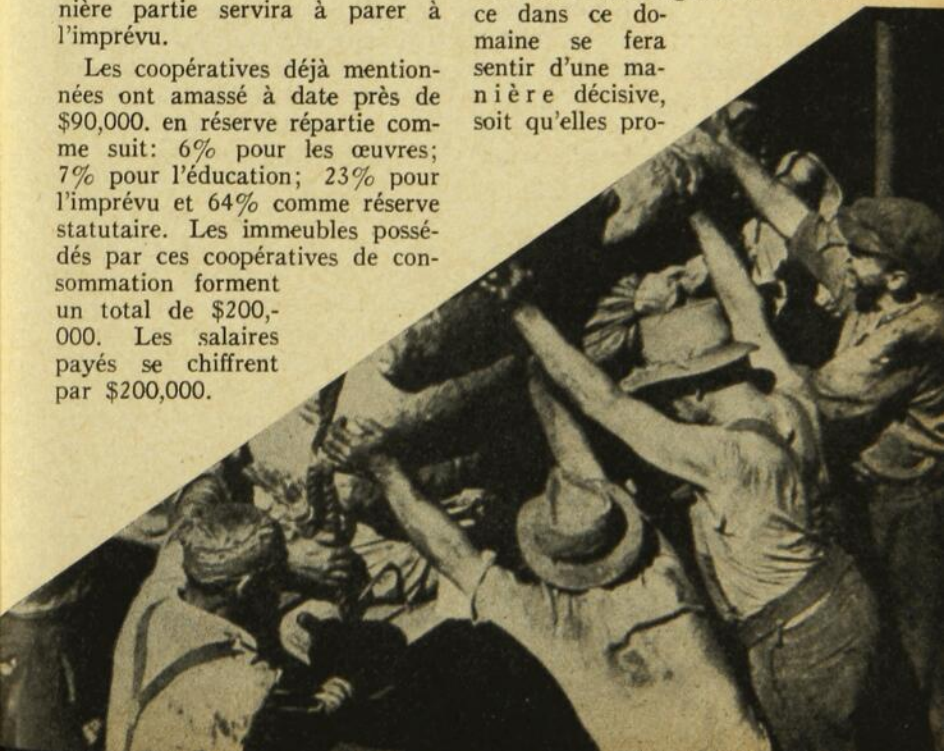 nière partie servira à parer à
l'imprévu.
Les coopératives déjà mention-
nées ont amassé à date près de
$90,000. en réserve répartie com-
me suit: 6% pour les œuvres;
7% pour l'éducation; 23% pour
l'imprévu et 64% comme réserve
statutaire. Les immeubles possé-
dés par ces coopératives de con-
sommation forment
un total de $200,-
000. Les salaires
payés se chiffrent
par $200,000.
ce dans ce do-
maine se fera
sentir d'une ma-
nière décisive,
soit qu'elles pro-